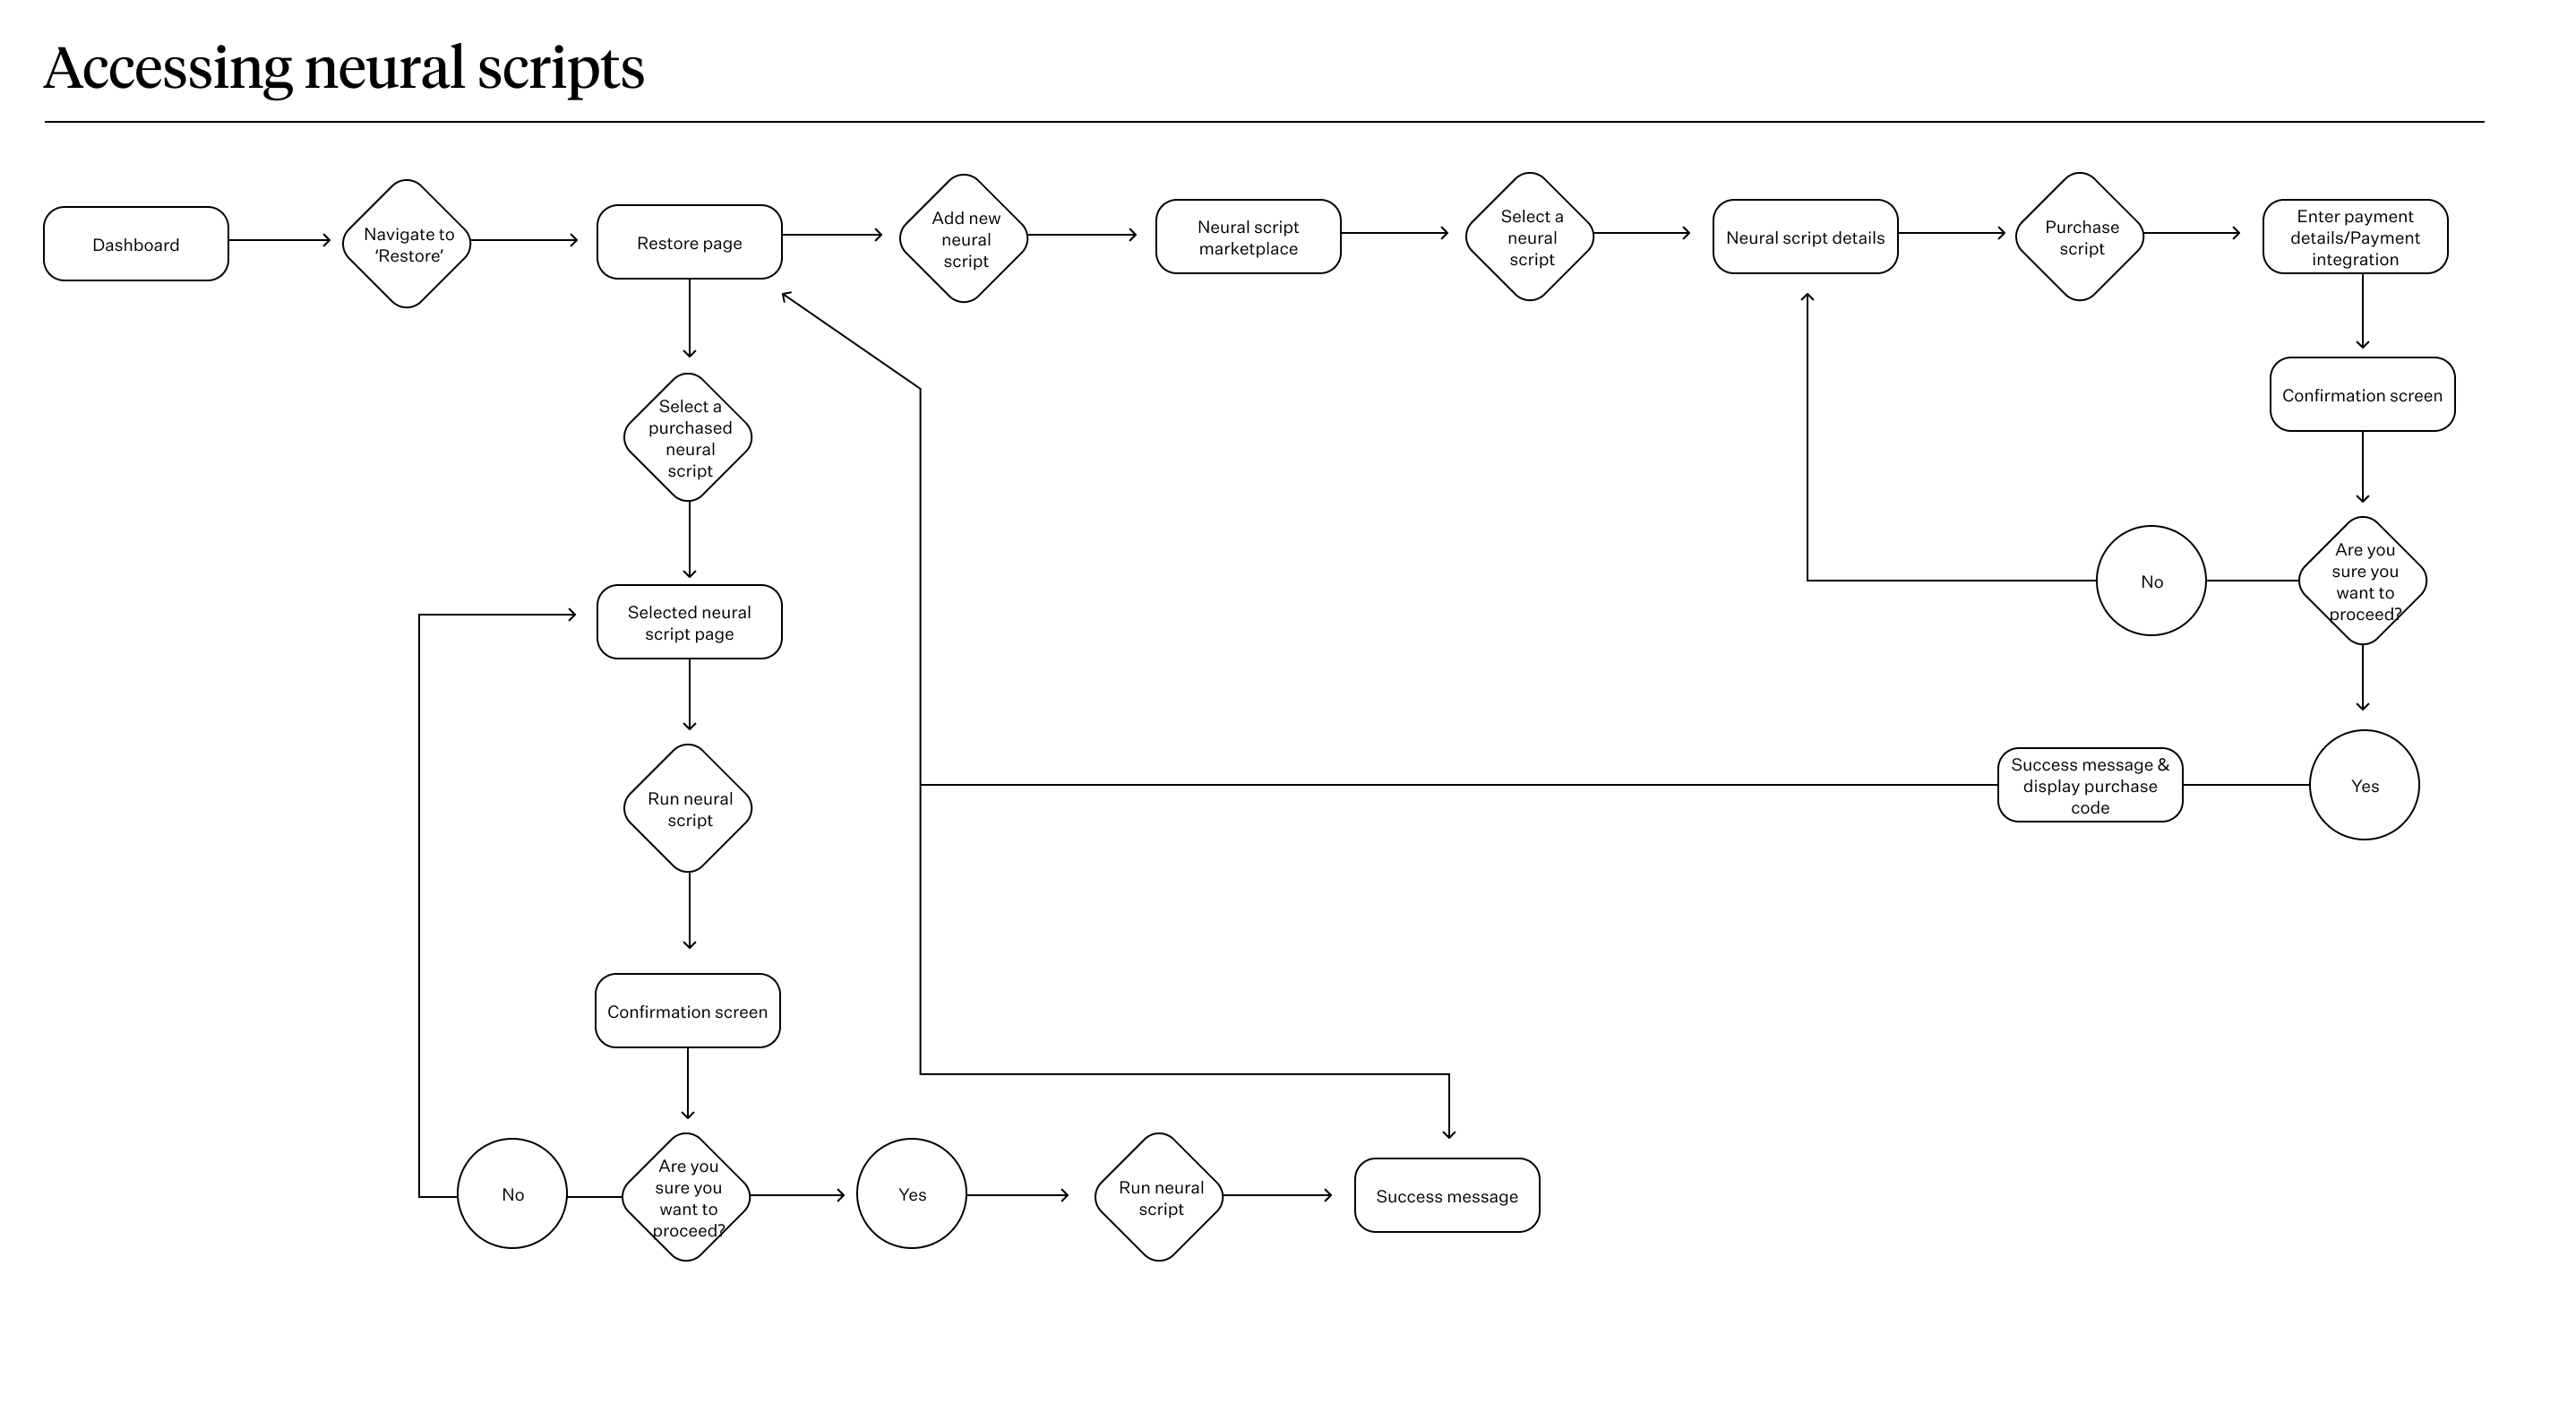 Accessing neural scripts
Dashboard
Navigate to
‘Restore’
Restore page
Add new
neural
script
Neural script
marketplace
Select a
neural
script
Neural script details
Purchase
script
Enter payment
details/Payment
integration
Select a
purchased
neural
script
Confirmation screen
Selected neural
script page
No
Are you
sure you
want to
proceed?
Run neural
script
Success message &
display purchase
code
Yes
Confirmation screen
No
Are you
sure you
want to
proceed?
Yes
Run neural
script
Success message